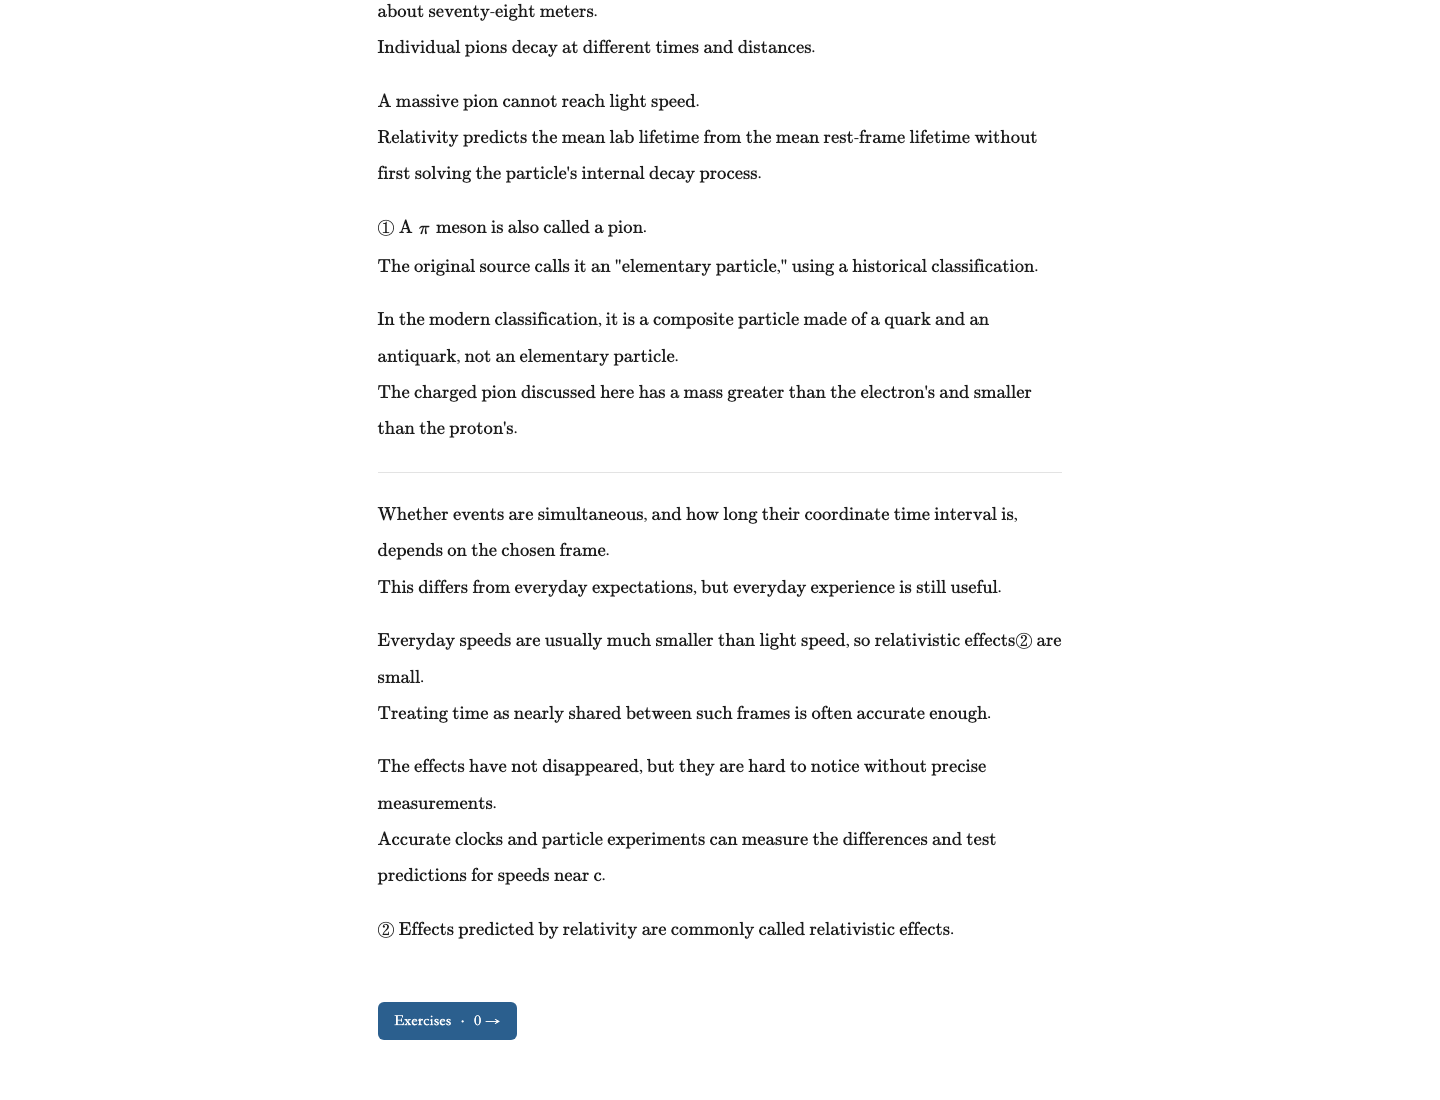 about seventy-eight meters.
Individual pions decay at different times and distances.
A massive pion cannot reach light speed.
Relativity predicts the mean lab lifetime from the mean rest-frame lifetime without
first solving the particle's internal decay process.
① A π meson is also called a pion.
The original source calls it an "elementary particle," using a historical classification.
In the modern classification, it is a composite particle made of a quark and an
antiquark, not an elementary particle.
The charged pion discussed here has a mass greater than the electron's and smaller
than the proton's.
Whether events are simultaneous, and how long their coordinate time interval is,
depends on the chosen frame.
This differs from everyday expectations, but everyday experience is still useful.
Everyday speeds are usually much smaller than light speed, so relativistic effects② are
small.
Treating time as nearly shared between such frames is often accurate enough.
The effects have not disappeared, but they are hard to notice without precise
measurements.
Accurate clocks and particle experiments can measure the differences and test
predictions for speeds near c.
② Effects predicted by relativity are commonly called relativistic effects.
Exercises · 0 →